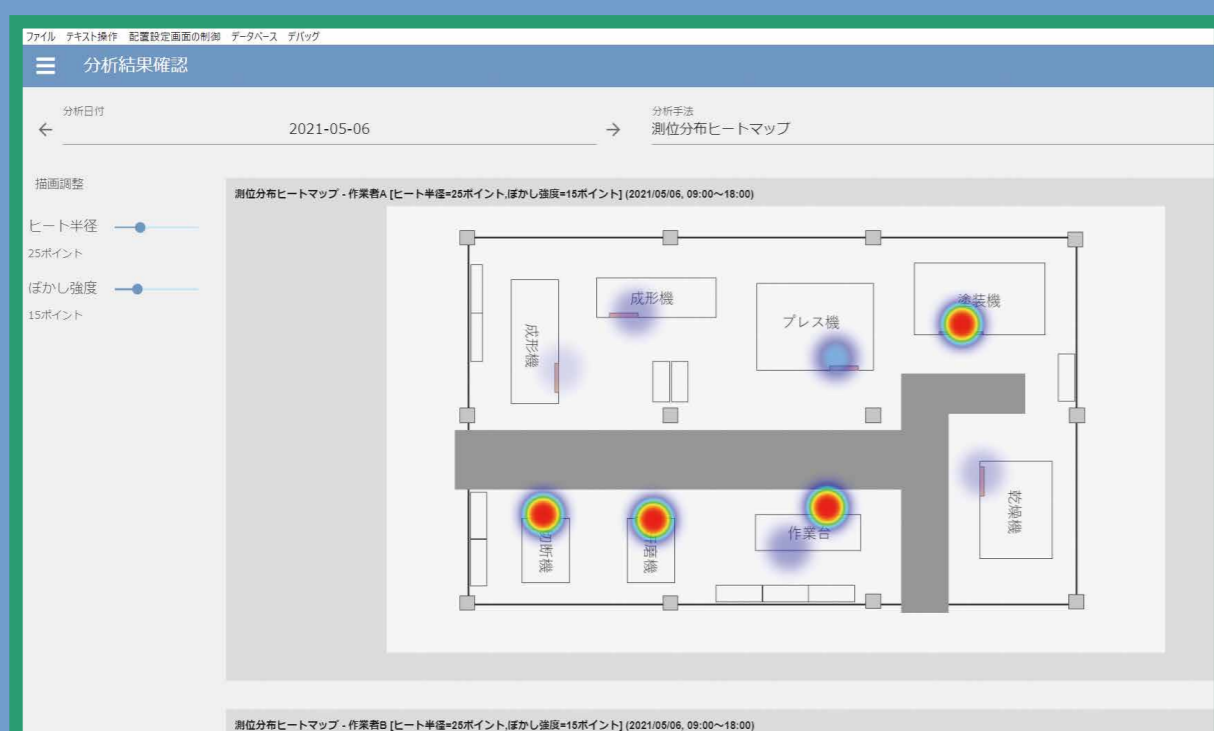 ファイル テキスト操作 配置設定画面の制御 データベース デバッグ
分析結果確認
分析日付
2021-05-06
分析手法
測位分布ヒートマップ
描画調整
ヒート半径
25ポイント
ぼかし強度
15ポイント
測位分布ヒートマップ - 作業者A [ヒート半径=25ポイント,ぼかし強度=15ポイント] (2021/05/06, 09:00～18:00)
成形機
成形機
プレス機
塗装機
切断機
研磨機
作業台
乾燥機
測位分布ヒートマップ - 作業者B [ヒート半径=25ポイント,ぼかし強度=15ポイント] (2021/05/06, 09:00～18:00)